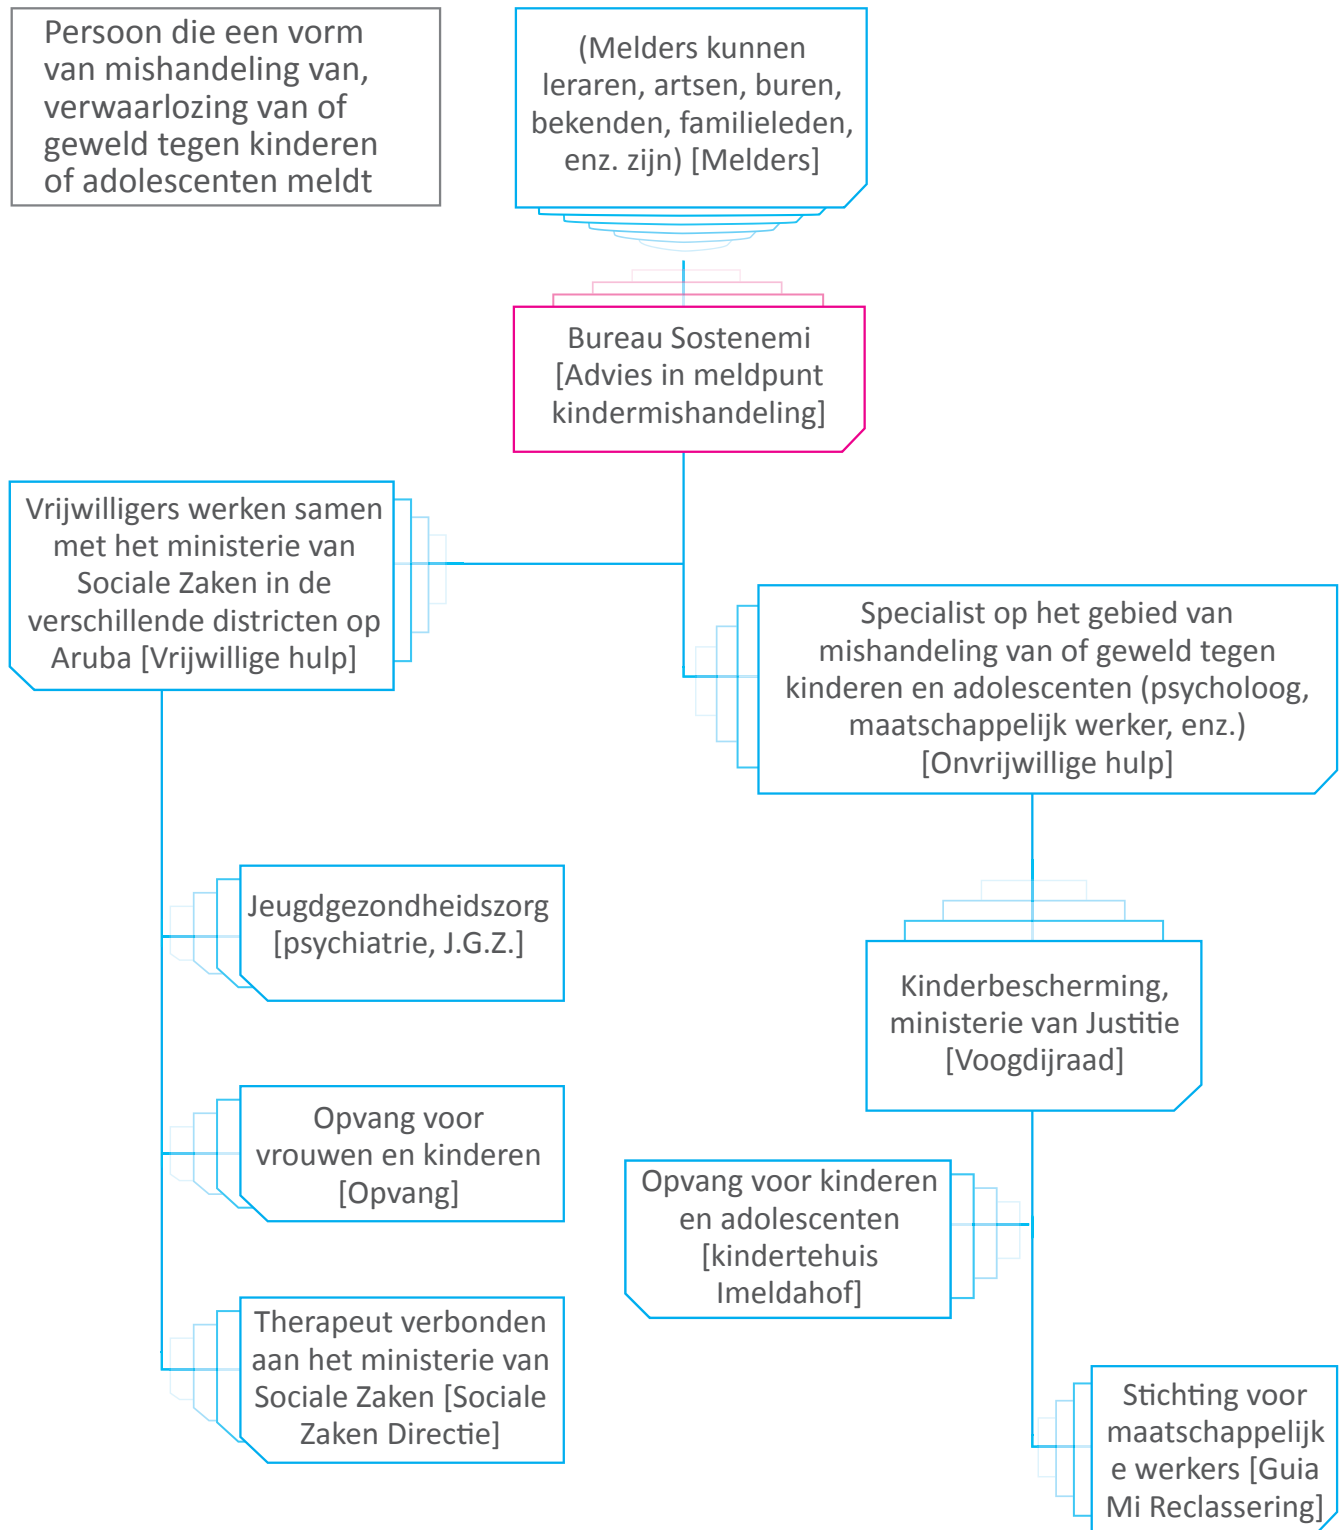 Persoon die een vorm
van mishandeling van,
verwaarlozing van of
geweld tegen kinderen
of adolescenten meldt
(Melders kunnen
leraren, artsen, buren,
bekenden, familieleden,
enz. zijn) [Melders]
Bureau Sostenemi
[Advies in meldpunt
kindermishandeling]
Vrijwilligers werken samen
met het ministerie van
Sociale Zaken in de
verschillende districten op
Aruba [Vrijwillige hulp]
Specialist op het gebied van
mishandeling van of geweld tegen
kinderen en adolescenten (psycholoog,
maatschappelijk werker, enz.)
[Onvrijwillige hulp]
Jeugdgezondheidszorg
[psychiatrie, J.G.Z.]
Kinderbescherming,
ministerie van Justitie
[Voogdijraad]
Opvang voor
vrouwen en kinderen
[Opvang]
Opvang voor kinderen
en adolescenten
[kindertehuis
Imeldahof]
Therapeut verbonden
aan het ministerie van
Sociale Zaken [Sociale
Zaken Directie]
Stichting voor
maatschappelijk
e werkers [Guia
Mi Reclassering]